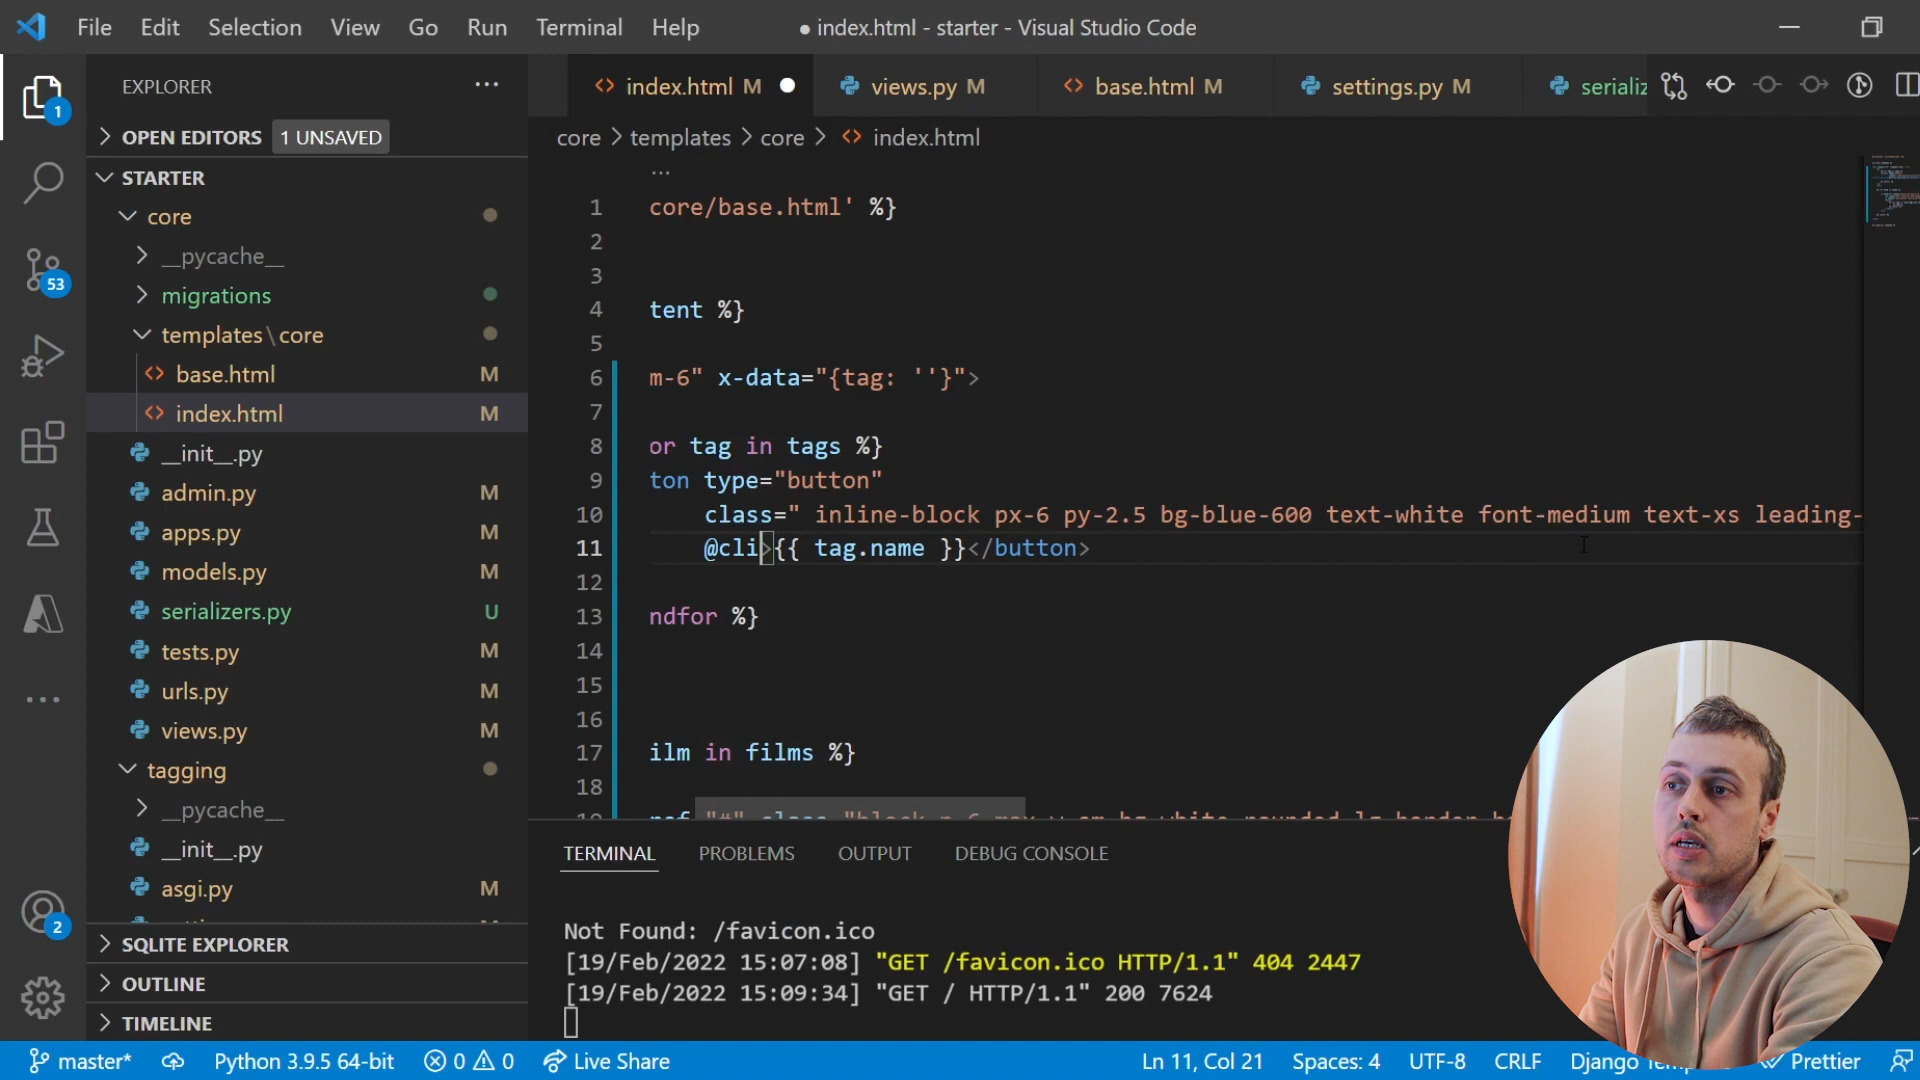 File Edit View Go Run Terminal Help
● index.html - starter - Visual Studio Code
EXPLORER
index.html M
views.py M
base.html M
settings.py M
OPEN EDITORS 1 UNSAVED
core > templates > core > index.html
STARTER
core
__pycache__
migrations
templates\core
base.html M
index.html M
__init__.py
admin.py M
apps.py M
models.py M
serializers.py U
tests.py M
urls.py M
views.py M
tagging
__pycache__
__init__.py
asgi.py M
SQLITE EXPLORER
OUTLINE
TIMELINE
1
53
2
...
1 core/base.html' %}
2
3
4 tent %}
5
6 m-6" x-data="{tag: ''}">
7
8 or tag in tags %}
9 ton type="button"
10 class=" inline-block px-6 py-2.5 bg-blue-600 text-white font-medium text-xs leading-
11 @cli>{{ tag.name }}</button>
12
13 ndfor %}
14
15
16
17 ilm in films %}
18
TERMINAL PROBLEMS OUTPUT DEBUG CONSOLE
Not Found: /favicon.ico
[19/Feb/2022 15:07:08] "GET /favicon.ico HTTP/1.1" 404 2447
[19/Feb/2022 15:09:34] "GET / HTTP/1.1" 200 7624
master* Python 3.9.5 64-bit 0 0 Live Share Ln 11, Col 21 Spaces: 4 UTF-8 CRLF Django Prettier